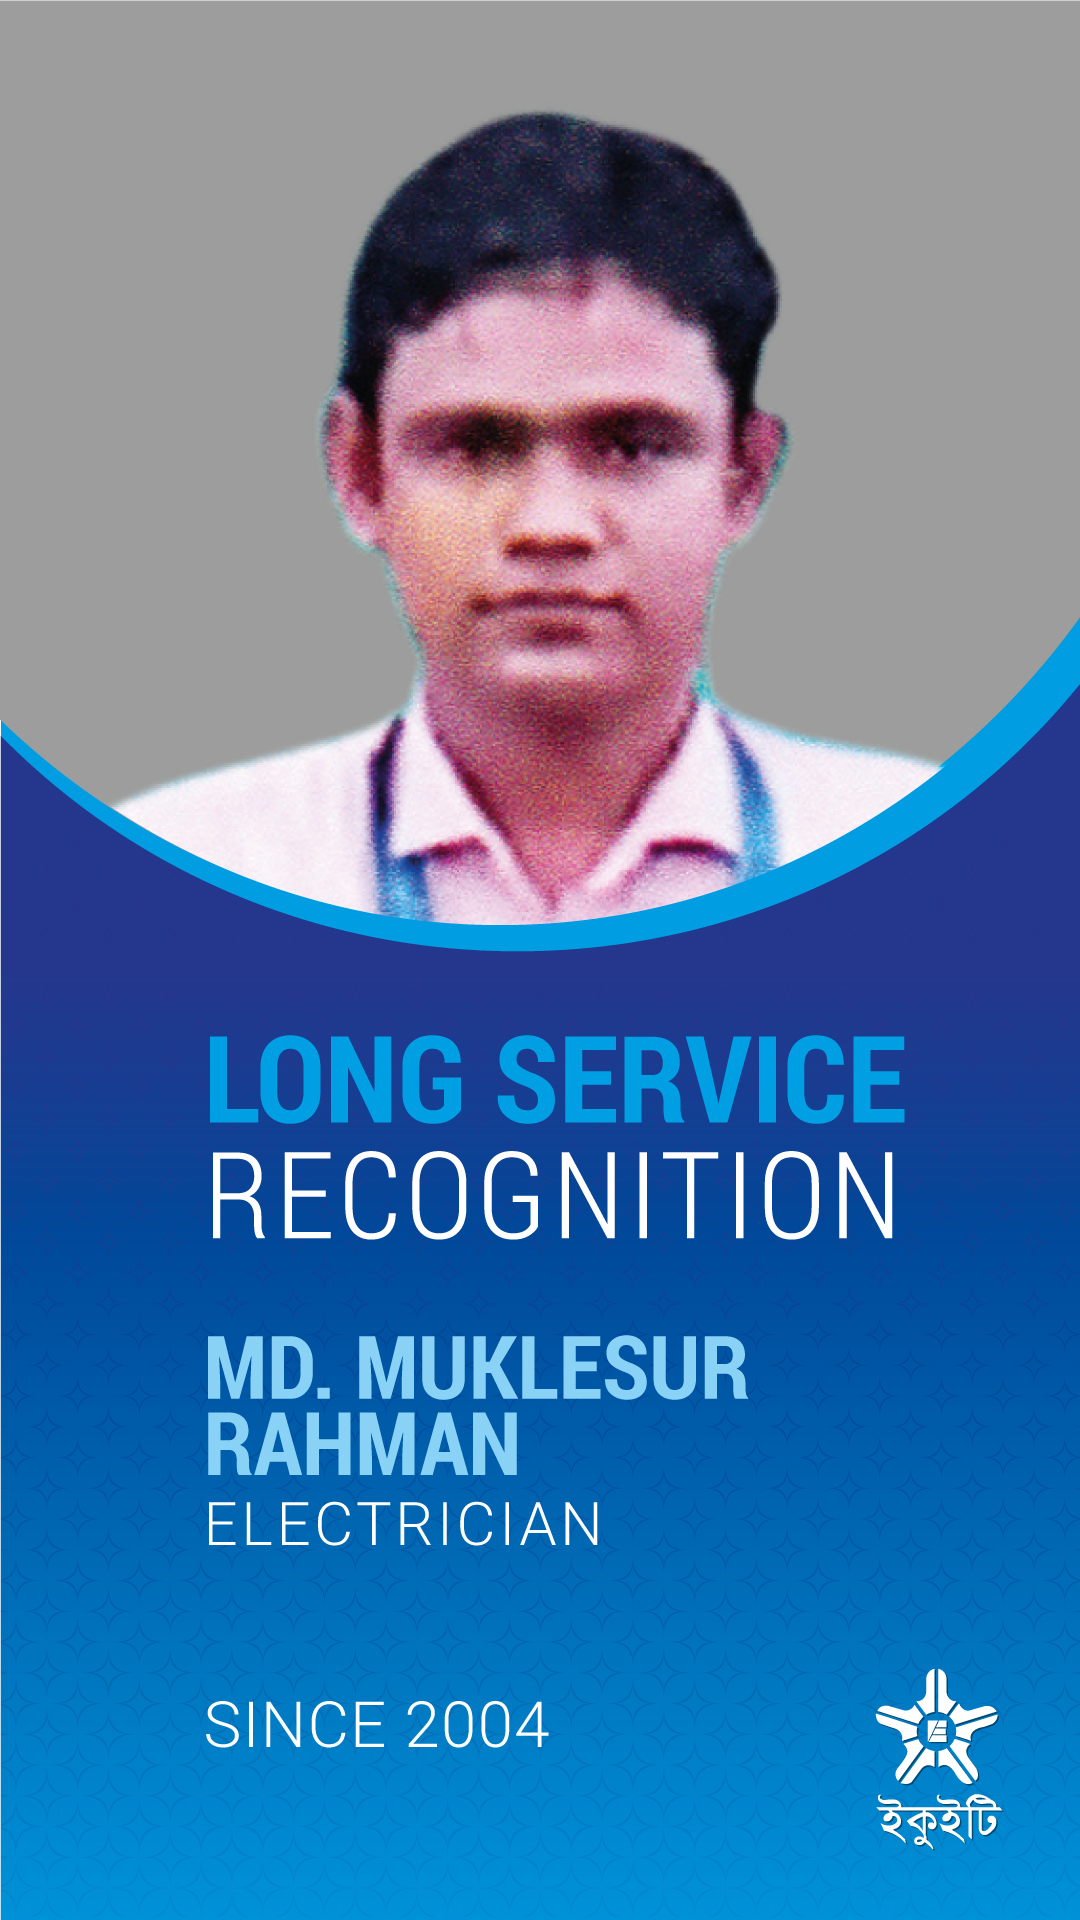 LONG SERVICE
RECOGNITION
MD. MUKLESUR
RAHMAN
ELECTRICIAN
SINCE 2004
E
ইকুইটি